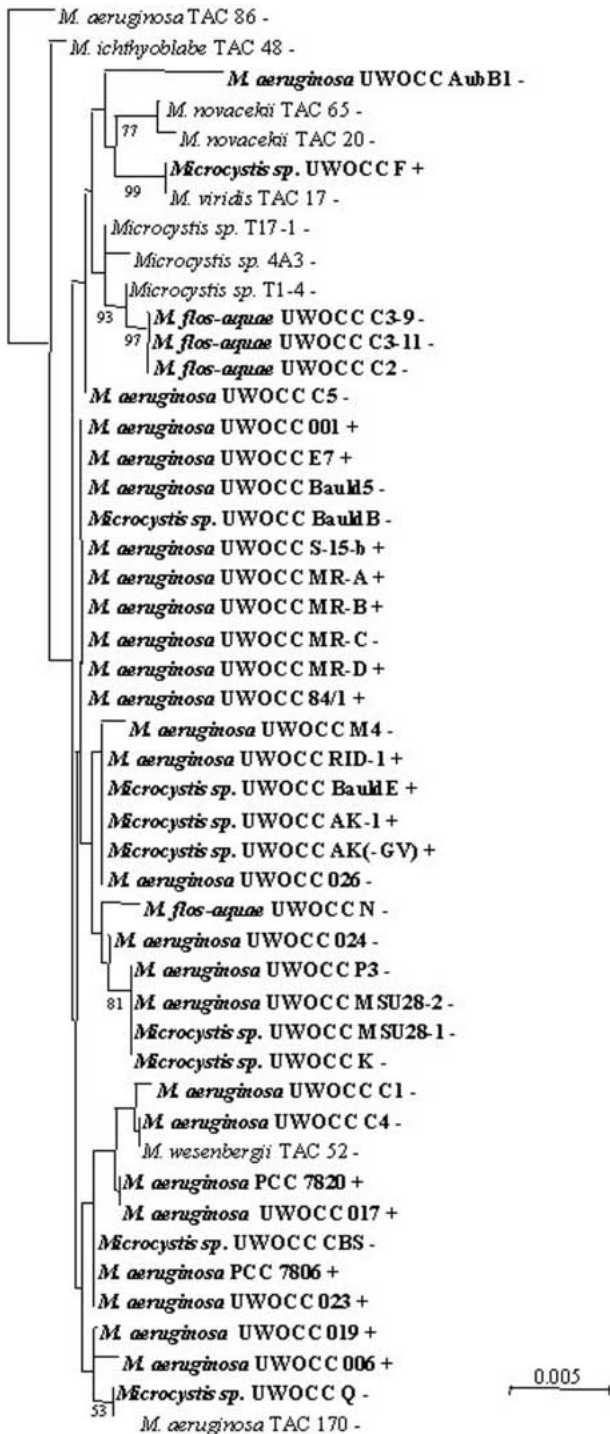 M. aeruginosa TAC 86 -
M. ichthyoblabe TAC 48 -
M. aeruginosa UWOCC AubB1 -
M. novacekii TAC 65 -
77
M. novacekii TAC 20 -
Microcystis sp. UWOCC F +
99
M. viridis TAC 17 -
Microcystis sp. T17-1 -
Microcystis sp. 4A3 -
Microcystis sp. T1-4 -
93
M. flos-aquae UWOCC C3-9 -
97
M. flos-aquae UWOCC C3-11 -
M. flos-aquae UWOCC C2 -
M. aeruginosa UWOCC C5 -
M. aeruginosa UWOCC 001 +
M. aeruginosa UWOCC E7 +
M. aeruginosa UWOCC Bauld5 -
Microcystis sp. UWOCC BauldB -
M. aeruginosa UWOCC S-15-b +
M. aeruginosa UWOCC MR-A +
M. aeruginosa UWOCC MR-B +
M. aeruginosa UWOCC MR-C -
M. aeruginosa UWOCC MR-D +
M. aeruginosa UWOCC 84/1 +
M. aeruginosa UWOCC M4 -
M. aeruginosa UWOCC RID-1 +
Microcystis sp. UWOCC BauldE +
Microcystis sp. UWOCC AK-1 +
Microcystis sp. UWOCC AK(-GV) +
M. aeruginosa UWOCC 026 -
M. flos-aquae UWOCC N -
M. aeruginosa UWOCC 024 -
M. aeruginosa UWOCC P3 -
81
M. aeruginosa UWOCC MSU28-2 -
Microcystis sp. UWOCC MSU28-1 -
Microcystis sp. UWOCC K -
M. aeruginosa UWOCC C1 -
M. aeruginosa UWOCC C4 -
M. wesenbergii TAC 52 -
M. aeruginosa PCC 7820 +
M. aeruginosa UWOCC 017 +
Microcystis sp. UWOCC CBS -
M. aeruginosa PCC 7806 +
M. aeruginosa UWOCC 023 +
M. aeruginosa UWOCC 019 +
M. aeruginosa UWOCC 006 +
0.005
Microcystis sp. UWOCC Q -
53
M. aeruginosa TAC 170 -